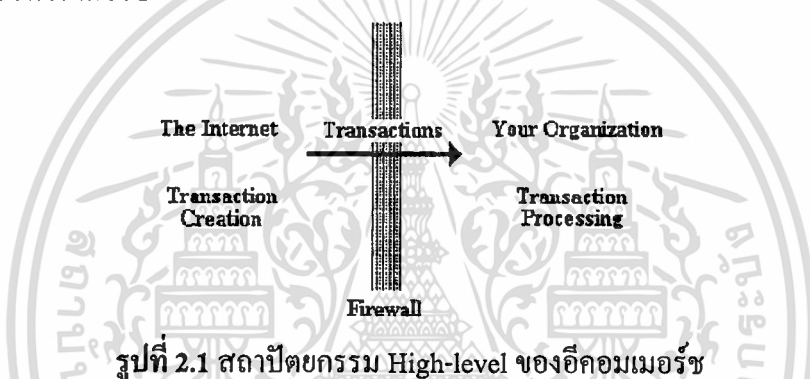 The Internet Transactions Your Organization
Transaction Creation
Transaction Processing
Firewall
รูปที่ 2.1 สถาปัตยกรรม High-level ของอีคอมเมอร์ช